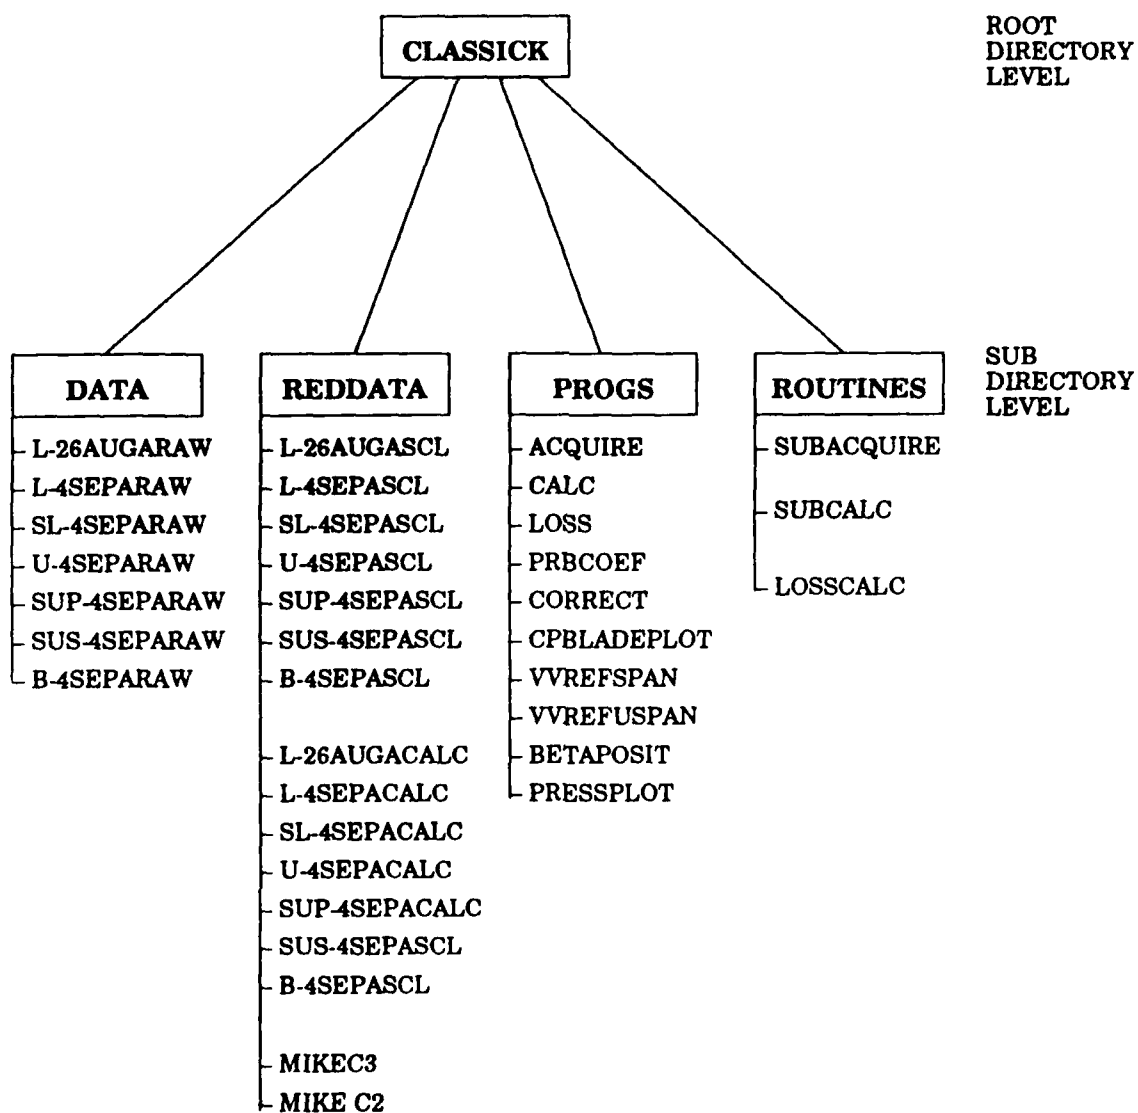 CLASSICK
ROOT
DIRECTORY
LEVEL
DATA
REDDATA
PROGS
ROUTINES
SUB
DIRECTORY
LEVEL
L-26AUGARAW
L-4SEPARAW
SL-4SEPARAW
U-4SEPARAW
SUP-4SEPARAW
SUS-4SEPARAW
B-4SEPARAW
L-26AUGASCL
L-4SEPASCL
SL-4SEPASCL
U-4SEPASCL
SUP-4SEPASCL
SUS-4SEPASCL
B-4SEPASCL
L-26AUGACALC
L-4SEPACALC
SL-4SEPACALC
U-4SEPACALC
SUP-4SEPACALC
SUS-4SEPASCL
B-4SEPASCL
MIKEC3
MIKE C2
ACQUIRE
CALC
LOSS
PRBCOEF
CORRECT
CPBLADEPLOT
VVREFSPAN
VVREFUSPAN
BETAPOSIT
PRESSPLOT
SUBACQUIRE
SUBCALC
LOSSCALC